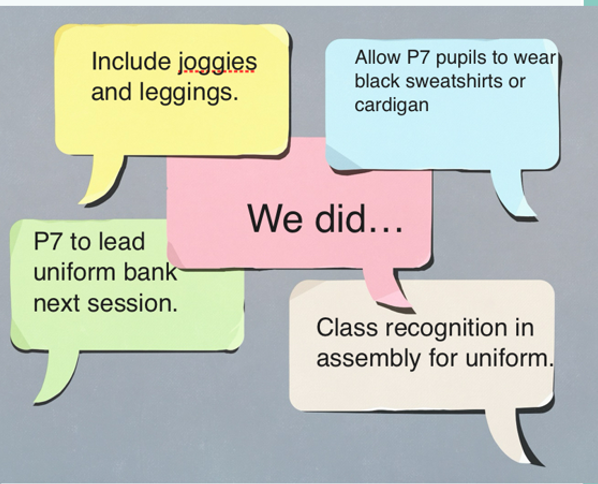 Include joggies
and leggings.
Allow P7 pupils to wear
black sweatshirts or
cardigan
We did…
P7 to lead
uniform bank
next session.
Class recognition in
assembly for uniform.